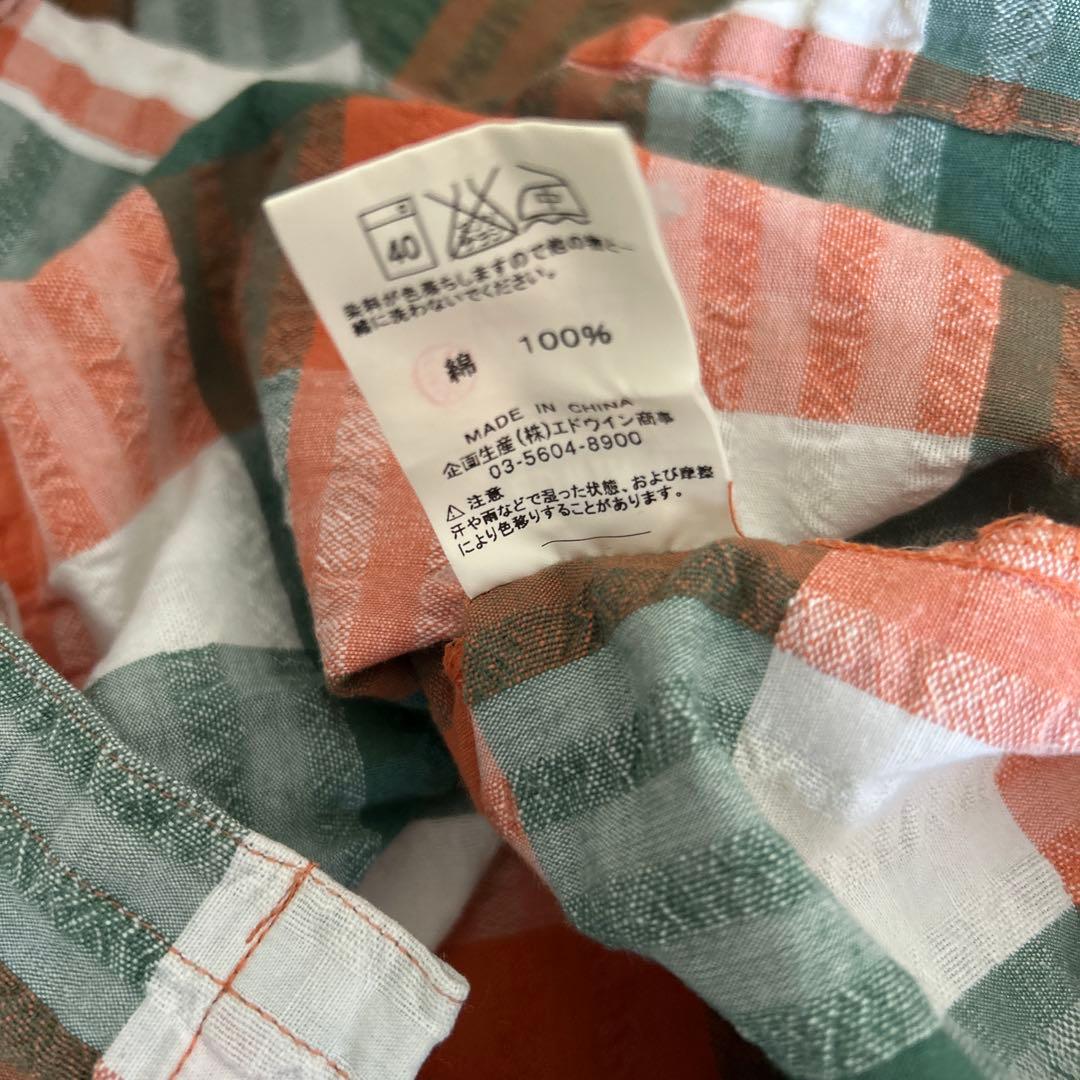 40 中
染料が色落ちしますので他の物と
緒に洗わないでください。
綿 100%
MADE IN CHINA
企画生産(株)エドウイン商事
03-5604-8900
⚠ 注意
汗や雨などで湿った状態、および摩擦
により色移りすることがあります。